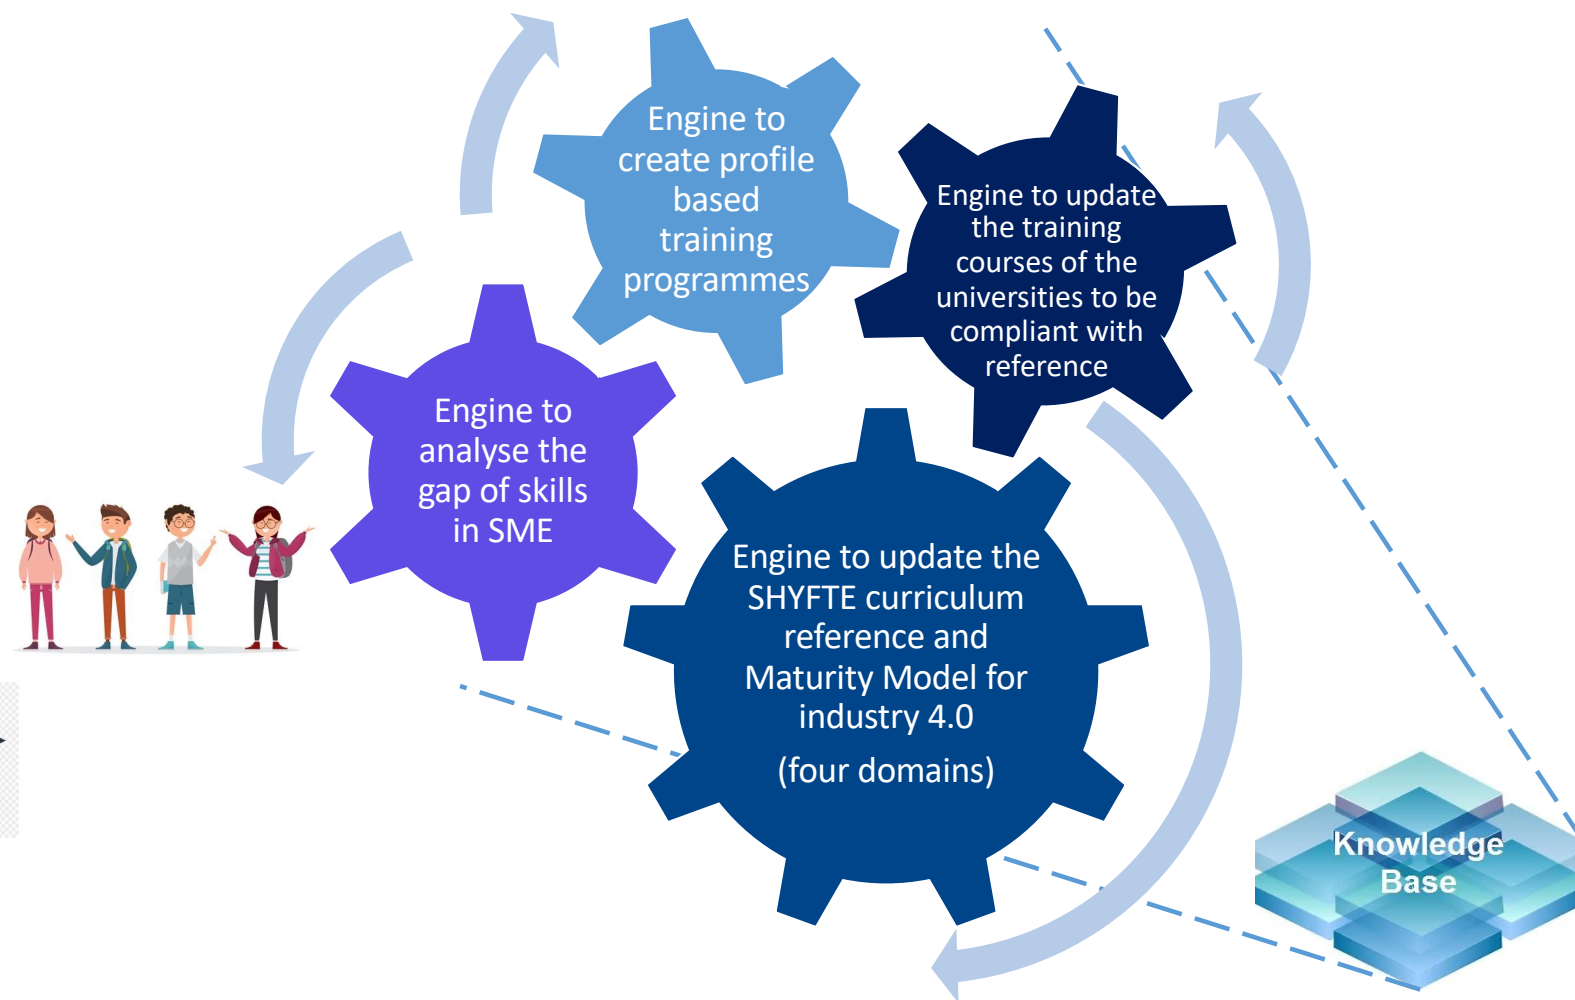 Engine to
create profile
based
training
programmes
Engine to update
the training
courses of the
universities to be
compliant with
reference
Engine to
analyse the
gap of skills
in SME
Engine to update the
SHYFTE curriculum
reference and
Maturity Model for
industry 4.0
(four domains)
Knowledge
Base